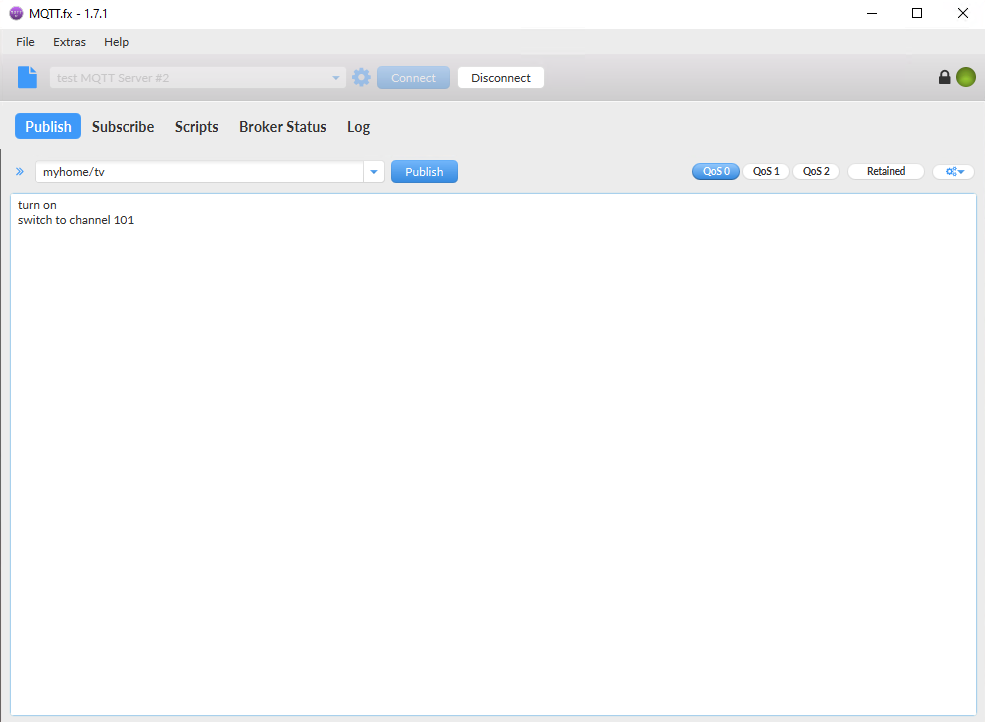 MQTT.fx - 1.7.1
File Extras Help
test MQTT Server #2 Connect Disconnect
Publish Subscribe Scripts Broker Status Log
myhome/tv Publish QoS 0 QoS 1 QoS 2 Retained
turn on
switch to channel 101